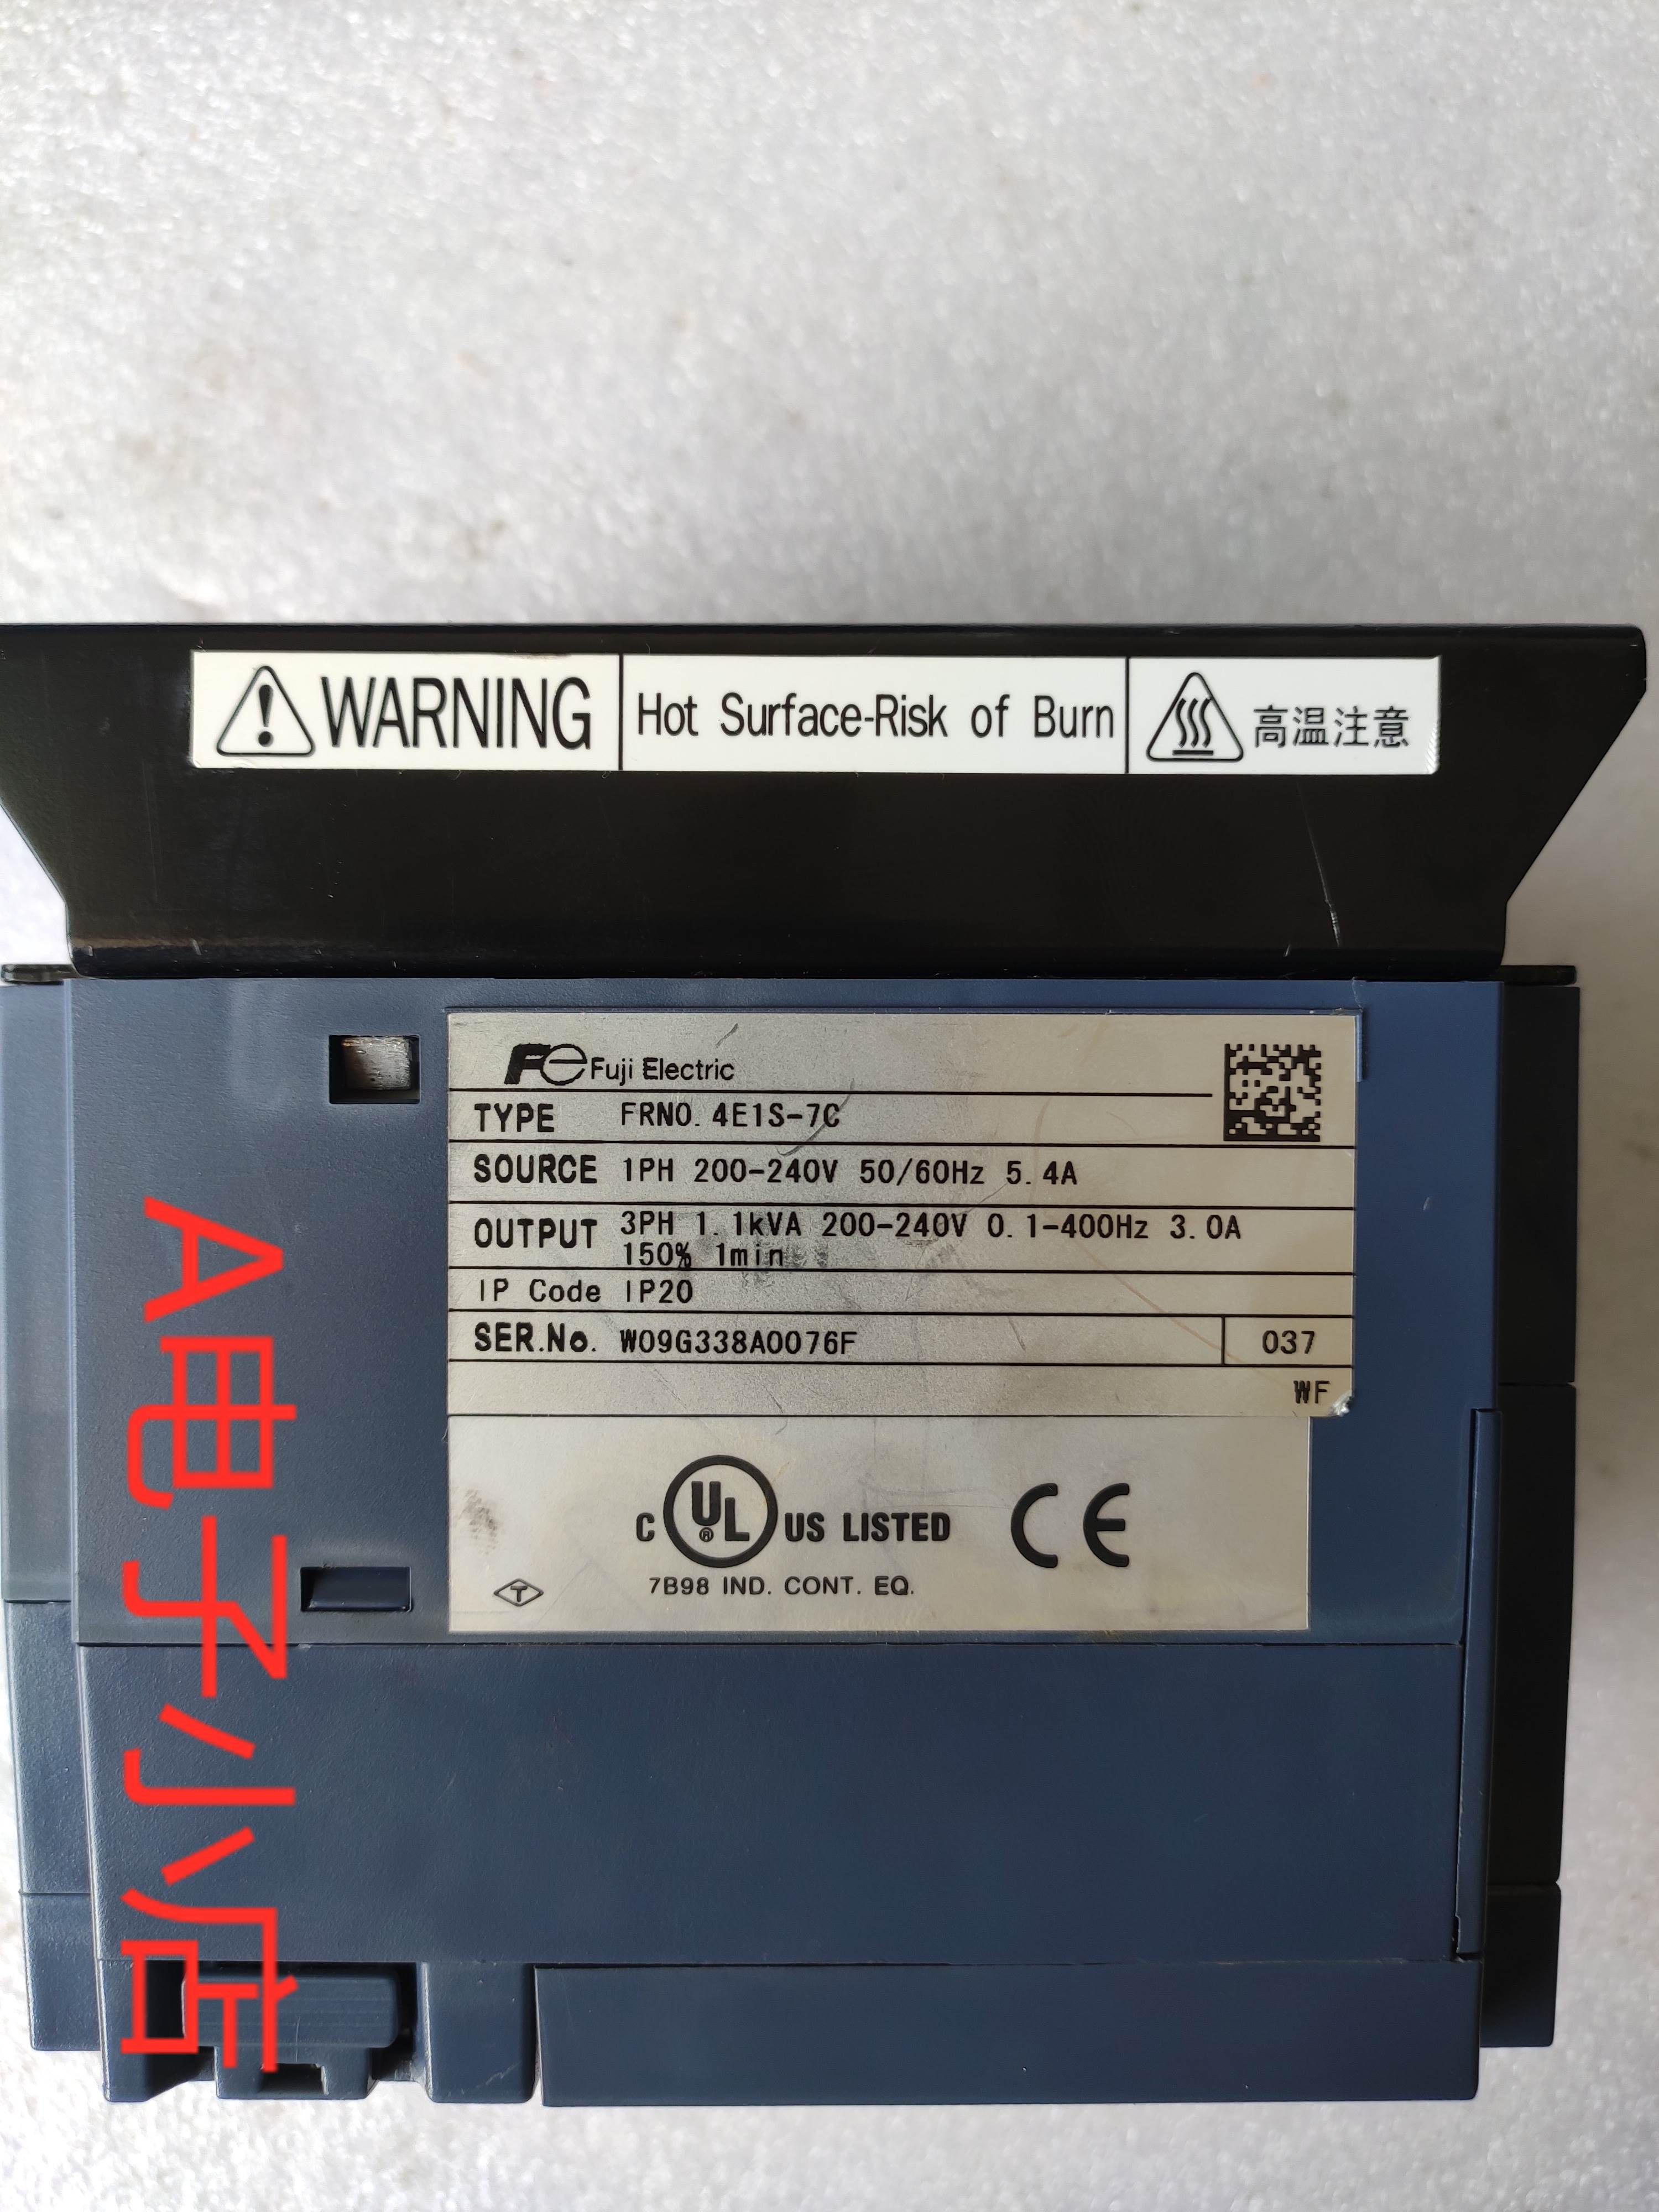 WARNING Hot Surface-Risk of Burn 高温注意
Fe Fuji Electric
TYPE FRN0.4E1S-7C
SOURCE 1PH 200-240V 50/60Hz 5.4A
OUTPUT 3PH 1.1kVA 200-240V 0.1-400Hz 3.0A
150% 1min
IP Code IP20
SER.No. W09G338A0076F 037
WF
C UL® US LISTED CE
7B98 IND. CONT. EQ.
T
A电子小店